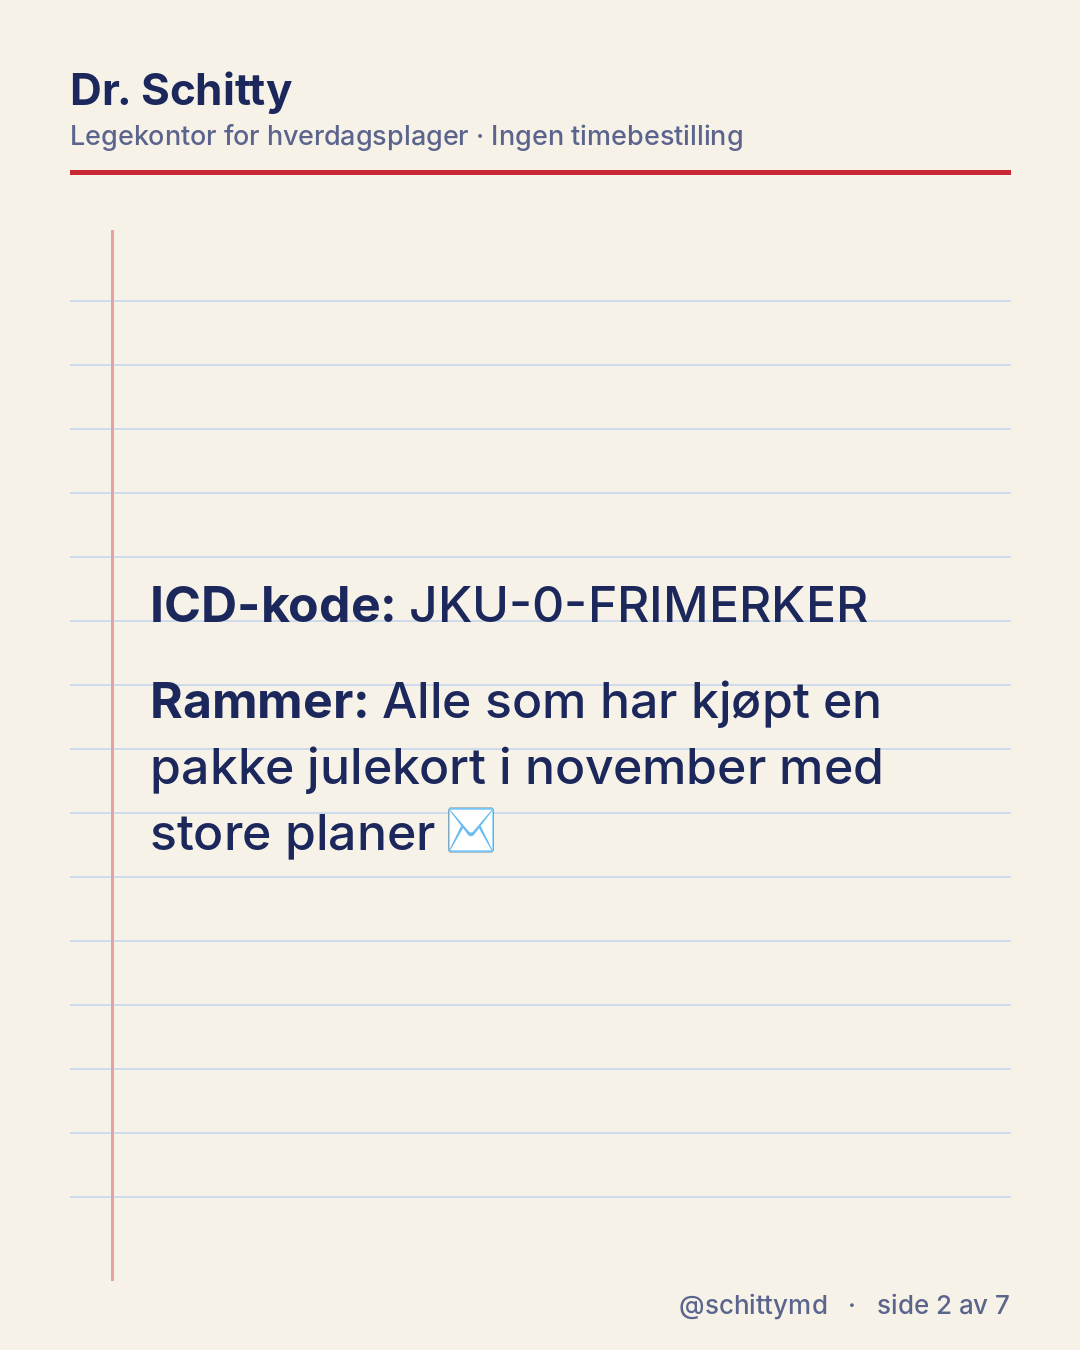 Dr. Schitty
Legekontor for hverdagsplager · Ingen timebestilling
ICD-kode: JKU-0-FRIMERKER
Rammer: Alle som har kjøpt en
pakke julekort i november med
store planer ✉️
@schittymd · side 2 av 7